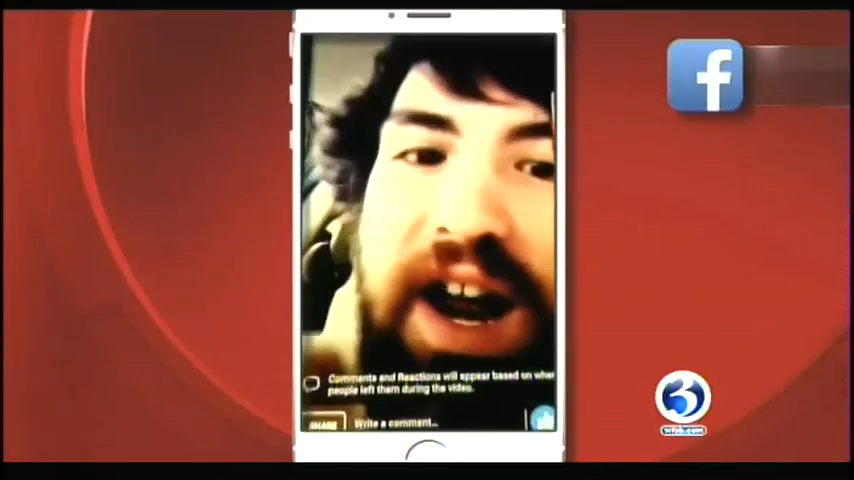 f
Comments and Reactions will appear based on when
people left them during the video.
SHARE
Write a comment...
3
wfsb.com